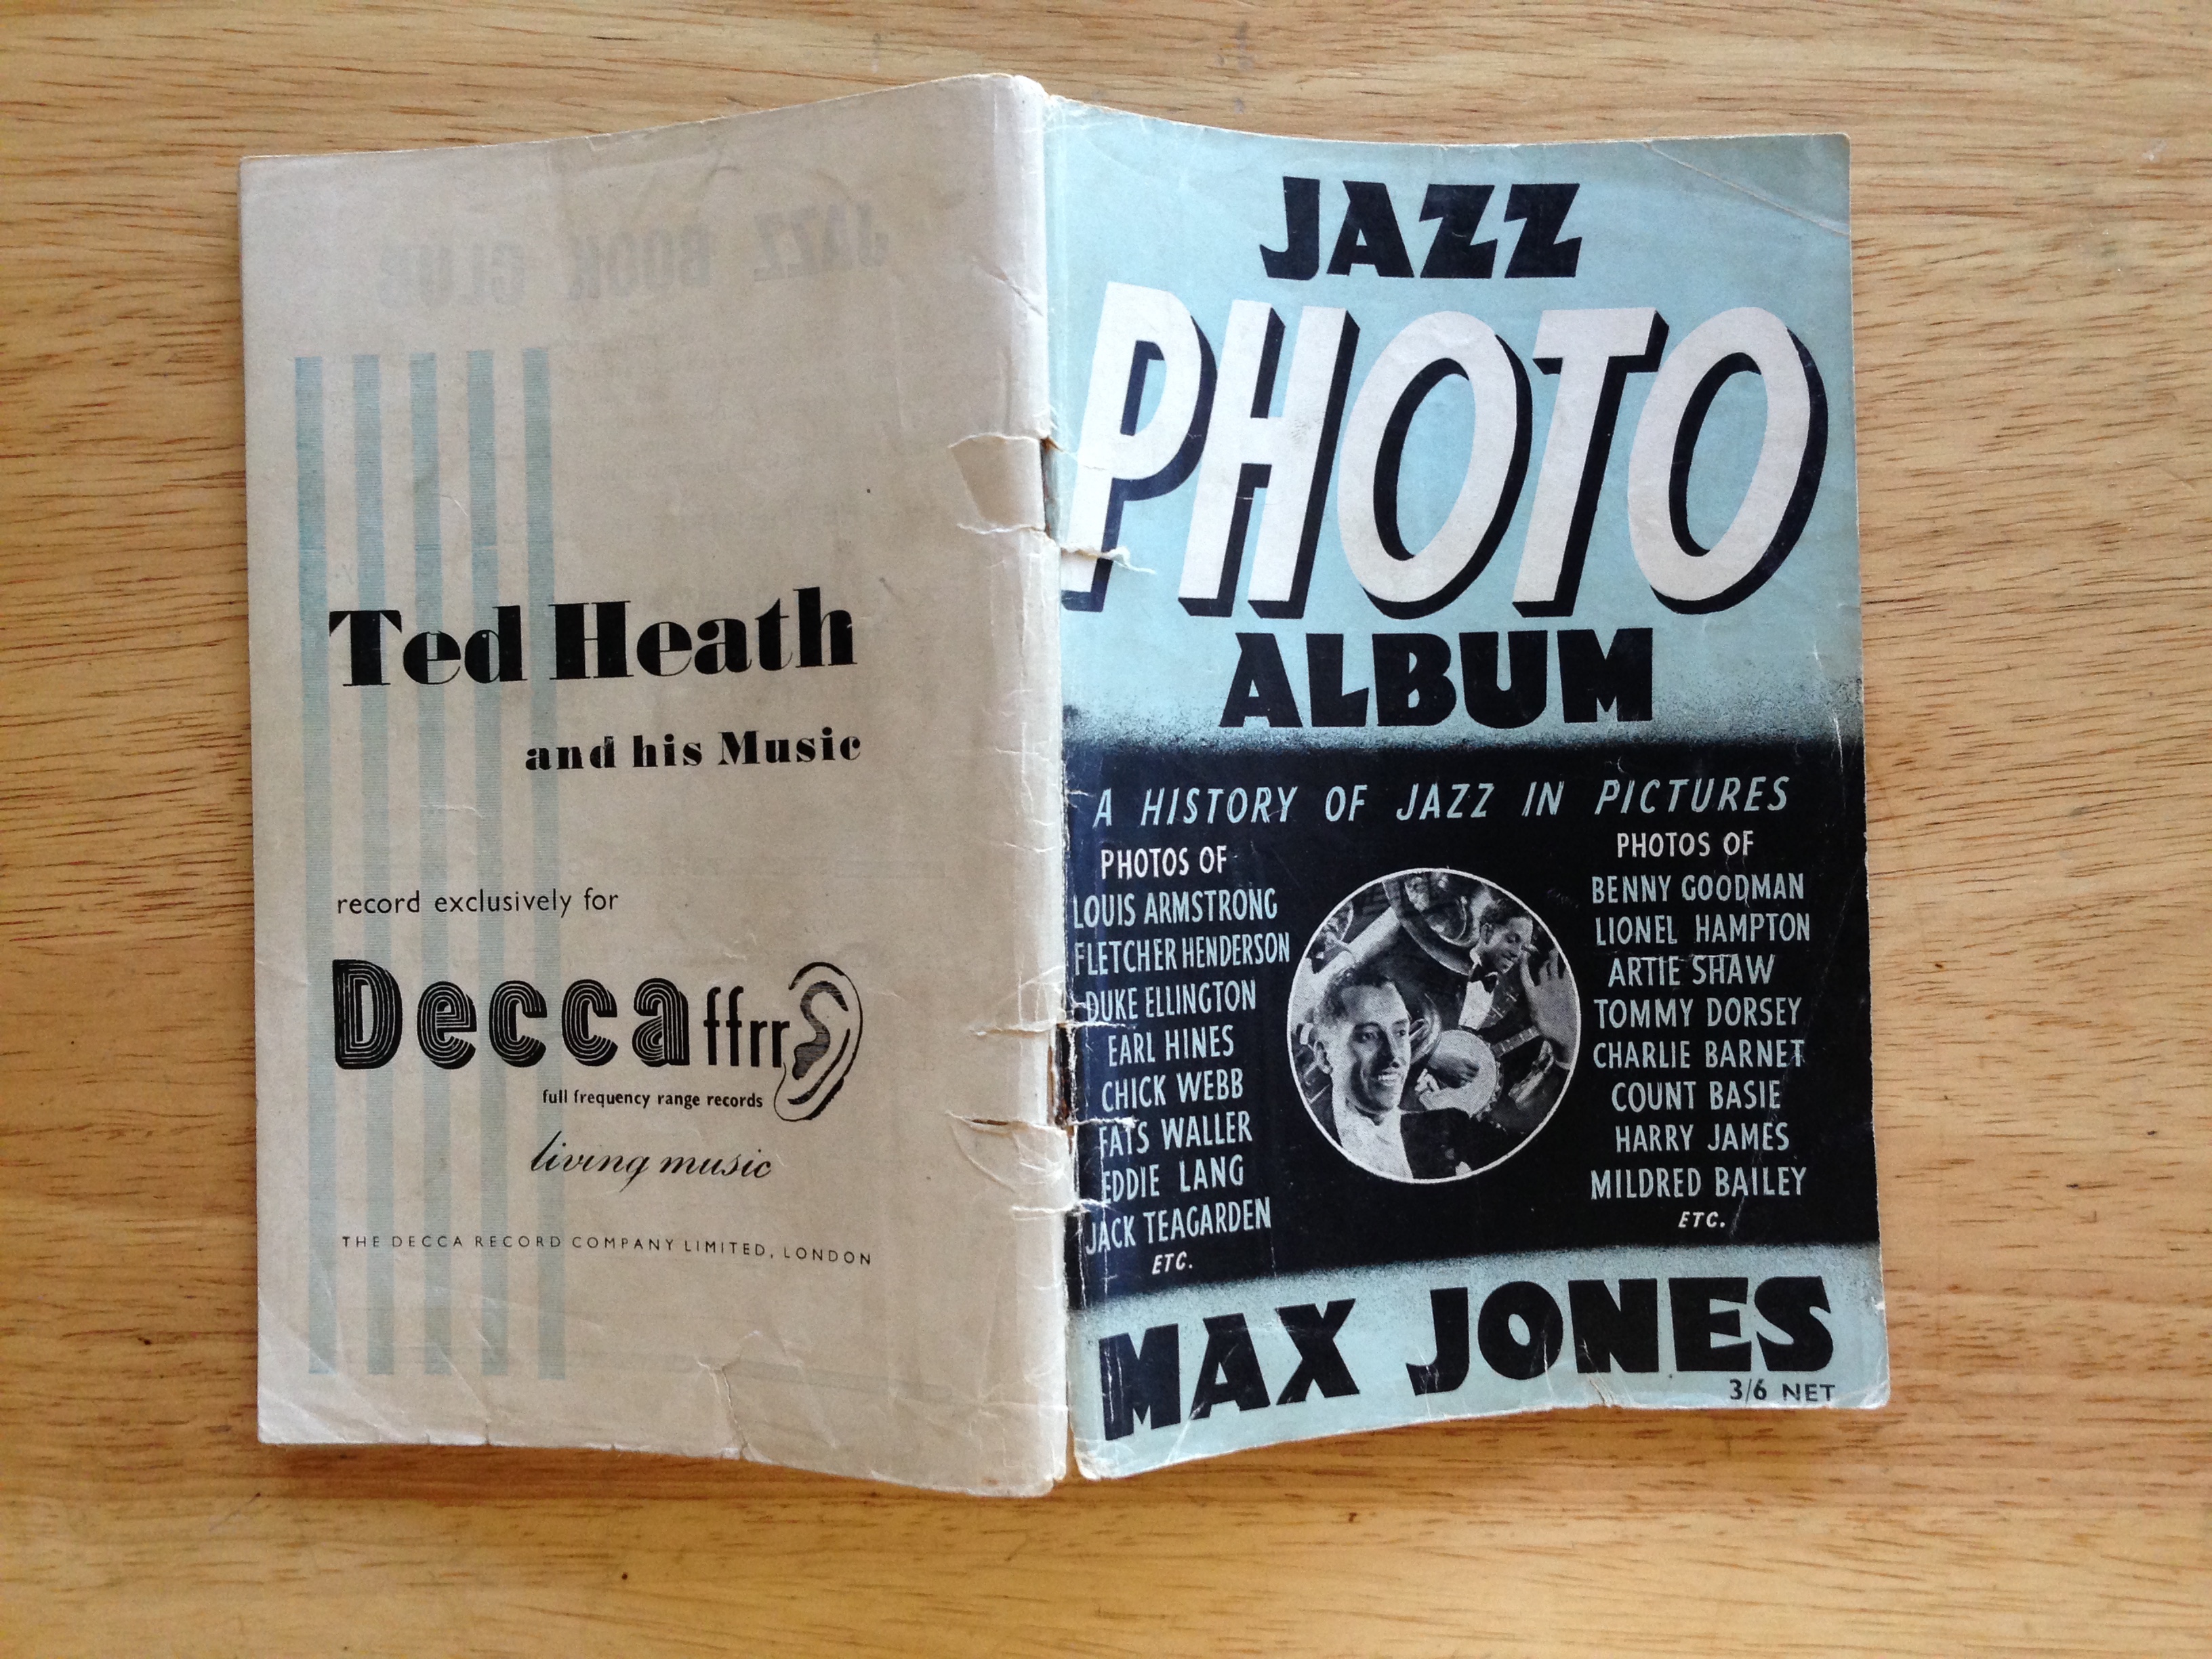 JAZZ BOOK CLUB
Ted Heath
and his Music
record exclusively for
Decca ffrr
full frequency range records
living music
THE DECCA RECORD COMPANY LIMITED, LONDON
JAZZ
PHOTO
ALBUM
A HISTORY OF JAZZ IN PICTURES
PHOTOS OF
LOUIS ARMSTRONG
FLETCHER HENDERSON
DUKE ELLINGTON
EARL HINES
CHICK WEBB
FATS WALLER
EDDIE LANG
JACK TEAGARDEN
ETC.
PHOTOS OF
BENNY GOODMAN
LIONEL HAMPTON
ARTIE SHAW
TOMMY DORSEY
CHARLIE BARNET
COUNT BASIE
HARRY JAMES
MILDRED BAILEY
ETC.
MAX JONES
3/6 NET